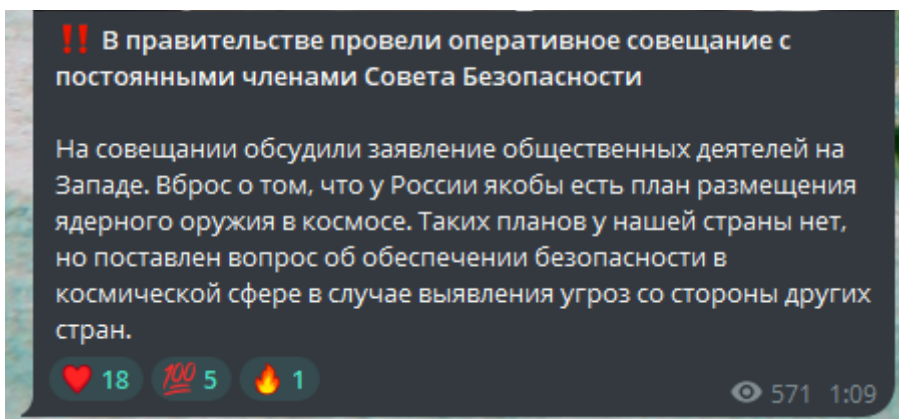 ‼ В правительстве провели оперативное совещание с
постоянными членами Совета Безопасности
На совещании обсудили заявление общественных деятелей на
Западе. Вброс о том, что у России якобы есть план размещения
ядерного оружия в космосе. Таких планов у нашей страны нет,
но поставлен вопрос об обеспечении безопасности в
космической сфере в случае выявления угроз со стороны других
стран.
❤ 18 💯 5 🔥 1
571 1:09